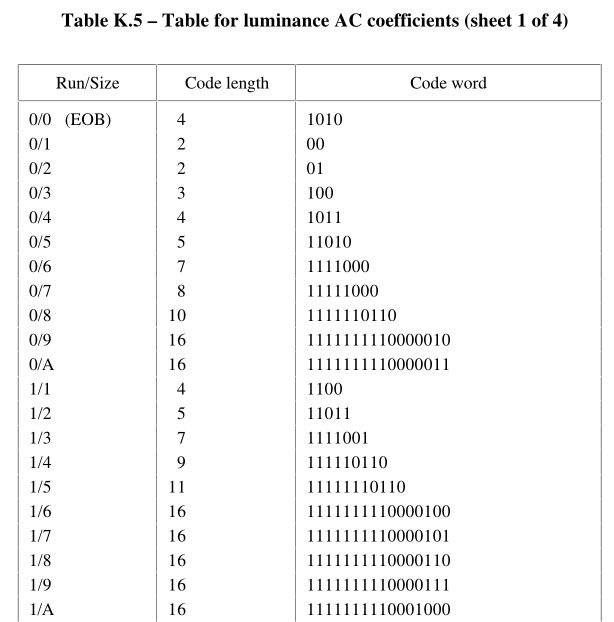 Table K.5 – Table for luminance AC coefficients (sheet 1 of 4)
Run/Size Code length Code word
0/0 (EOB) 4 1010
0/1 2 00
0/2 2 01
0/3 3 100
0/4 4 1011
0/5 5 11010
0/6 7 1111000
0/7 8 11111000
0/8 10 1111110110
0/9 16 1111111110000010
0/A 16 1111111110000011
1/1 4 1100
1/2 5 11011
1/3 7 1111001
1/4 9 111110110
1/5 11 11111110110
1/6 16 1111111110000100
1/7 16 1111111110000101
1/8 16 1111111110000110
1/9 16 1111111110000111
1/A 16 1111111110001000